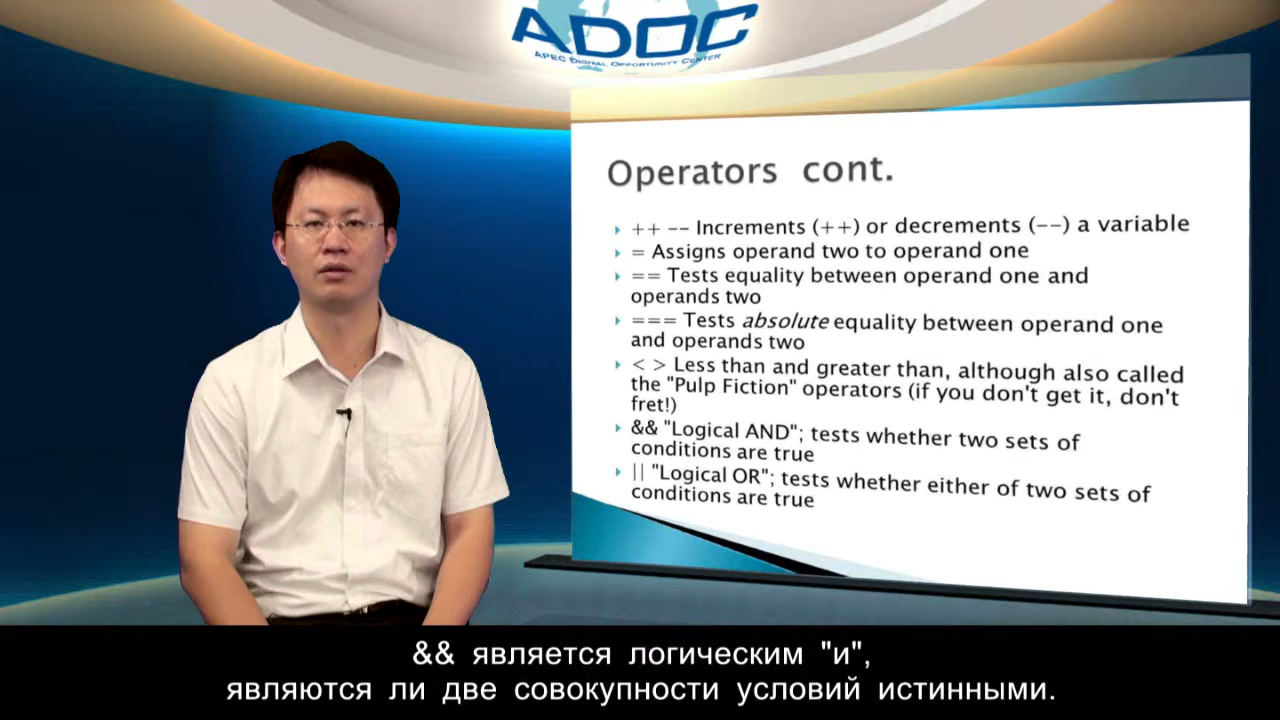 ADOC
APEC DIGITAL OPPORTUNITY CENTER
Operators cont.
++ -- Increments (++) or decrements (--) a variable
= Assigns operand two to operand one
== Tests equality between operand one and
operands two
=== Tests absolute equality between operand one
and operands two
< > Less than and greater than, although also called
the "Pulp Fiction" operators (if you don't get it, don't
fret!)
&& "Logical AND"; tests whether two sets of
conditions are true
|| "Logical OR"; tests whether either of two sets of
conditions are true
&& является логическим "и",
являются ли две совокупности условий истинными.